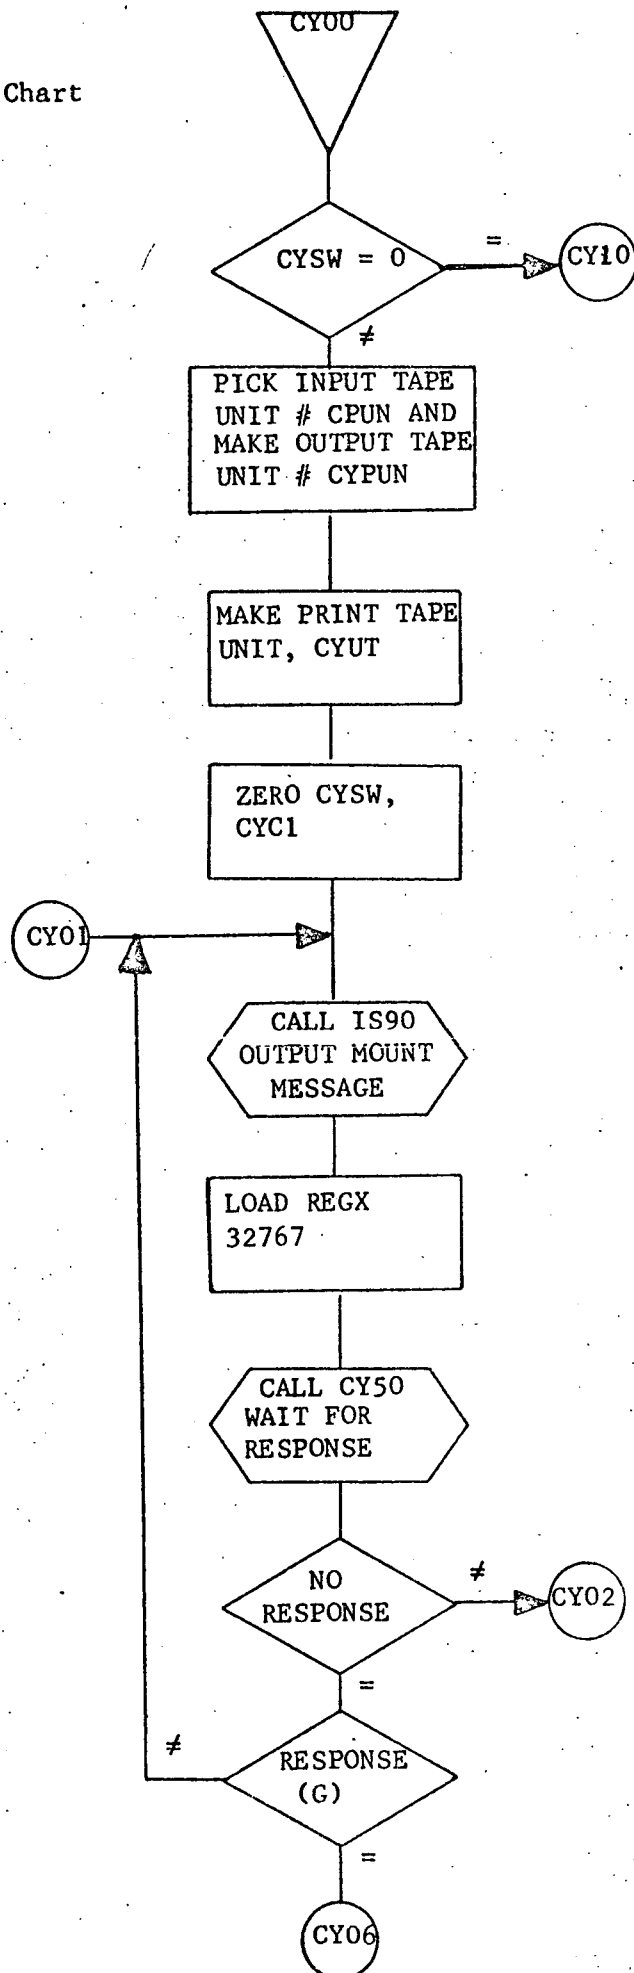 CY00
Chart
CYSW = 0
=
CY10
≠
PICK INPUT TAPE
UNIT # CPUN AND
MAKE OUTPUT TAPE
UNIT # CYPUN
MAKE PRINT TAPE
UNIT, CYUT
ZERO CYSW,
CYC1
CY01
CALL IS90
OUTPUT MOUNT
MESSAGE
LOAD REGX
32767
CALL CY50
WAIT FOR
RESPONSE
NO
RESPONSE
≠
CY02
=
≠
RESPONSE
(G)
=
CY06